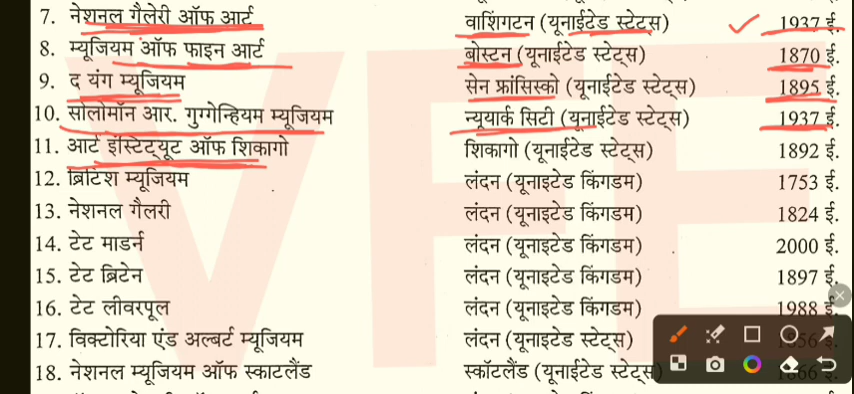 7. नेशनल गैलेरी ऑफ आर्ट वाशिंगटन (यूनाईटेड स्टेट्स) 1937 ई.
8. म्यूजियम ऑफ फाइन आर्ट बोस्टन (यूनाईटेड स्टेट्स) 1870 ई.
9. द यंग म्यूजियम सेन फ्रांसिस्को (यूनाईटेड स्टेट्स) 1895 ई.
10. सोलोमॉन आर. गुग्गेन्हियम म्यूजियम न्यूयार्क सिटी (यूनाईटेड स्टेट्स) 1937 ई.
11. आर्ट इंस्टिट्यूट ऑफ शिकागो शिकागो (यूनाईटेड स्टेट्स) 1892 ई.
12. ब्रिटिश म्यूजियम लंदन (यूनाइटेड किंगडम) 1753 ई.
13. नेशनल गैलरी लंदन (यूनाइटेड किंगडम) 1824 ई.
14. टेट माडर्न लंदन (यूनाइटेड किंगडम) 2000 ई.
15. टेट ब्रिटेन लंदन (यूनाइटेड किंगडम) 1897 ई.
16. टेट लीवरपूल लंदन (यूनाइटेड किंगडम) 1988 ई.
17. विक्टोरिया एंड अल्बर्ट म्यूजियम लंदन (यूनाइटेड स्टेट्स)
18. नेशनल म्यूजियम ऑफ स्काटलैंड स्कॉटलैंड (यूनाईटेड स्टेट्स)
VFE